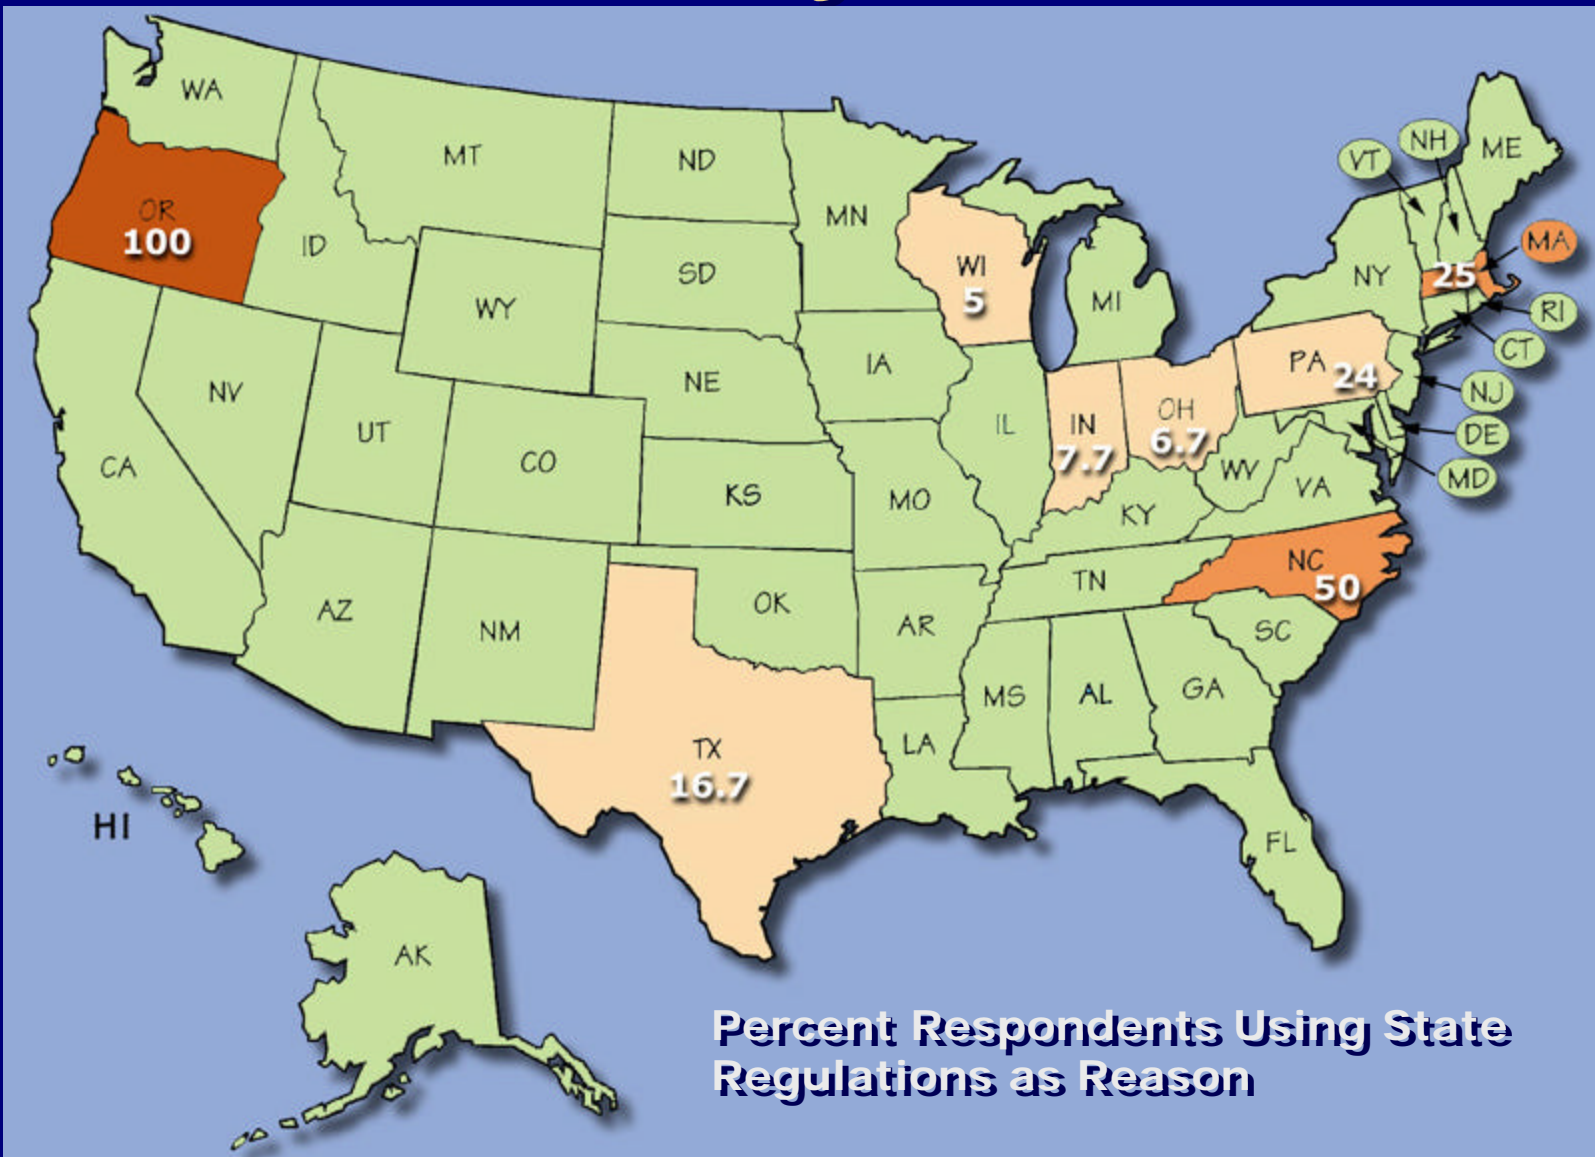 WA
MT
ND
MN
VT
NH
ME
OR
100
ID
SD
WI
5
MI
NY
MA
25
RI
WY
IA
PA
24
CT
NV
NE
IL
IN
7.7
OH
6.7
NJ
UT
CO
DE
CA
KS
MO
WV
VA
MD
KY
AZ
NM
OK
AR
TN
NC
50
SC
TX
16.7
LA
MS
AL
GA
HI
FL
AK
Percent Respondents Using State
Regulations as Reason